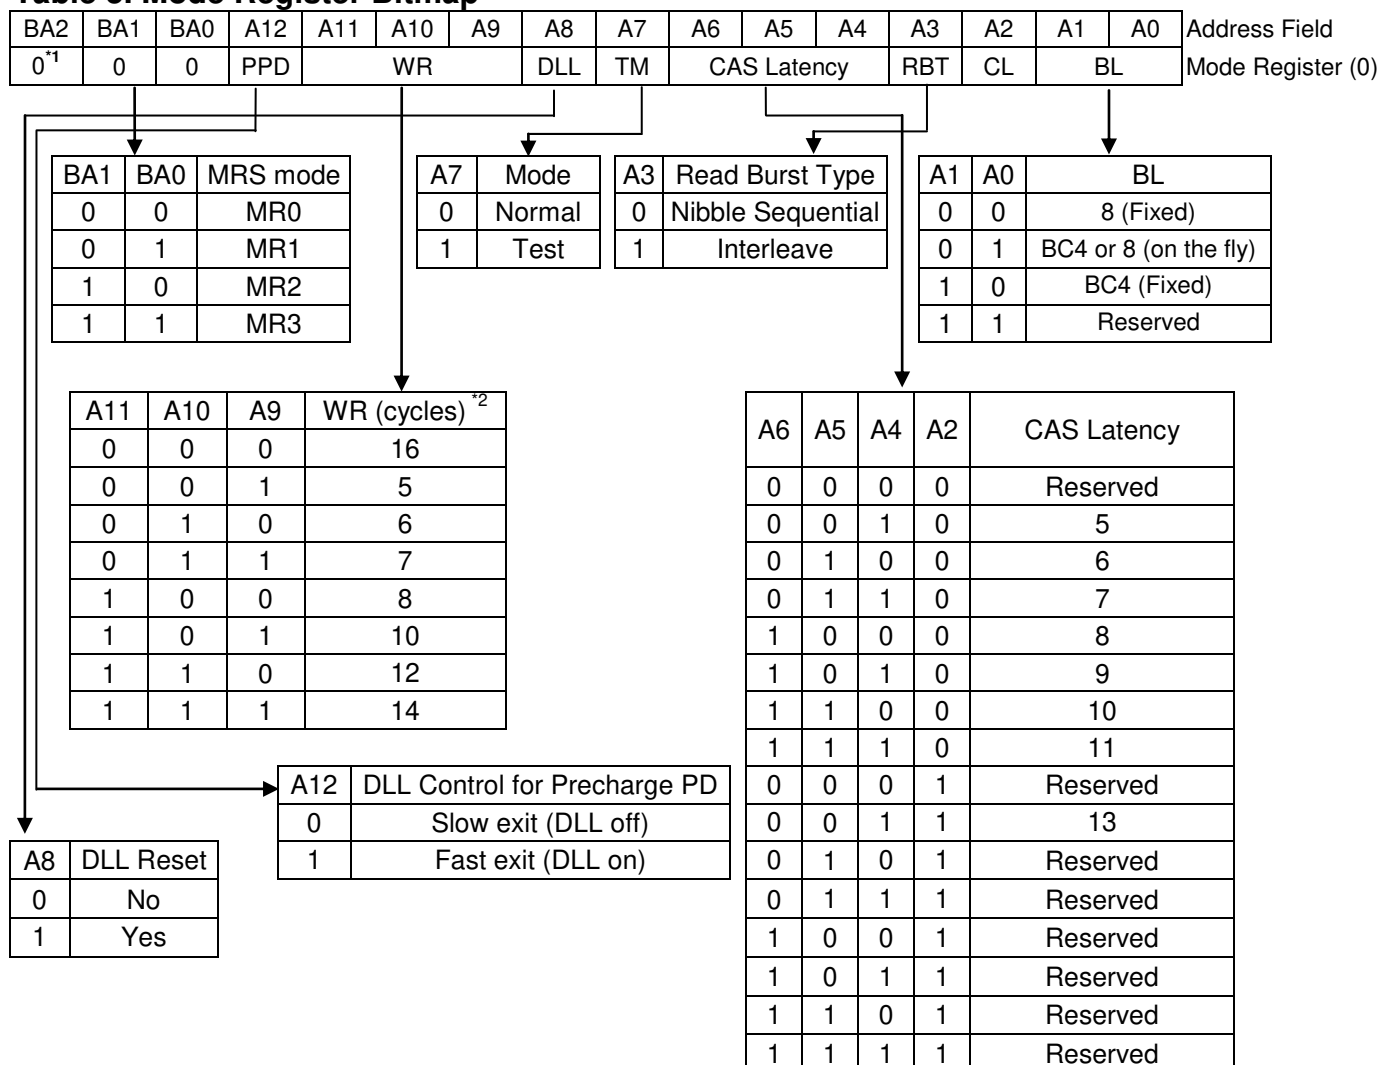 BA2 BA1 BA0 A12 A11 A10 A9 A8 A7 A6 A5 A4 A3 A2 A1 A0 Address Field
0*1 0 0 PPD WR DLL TM CAS Latency RBT CL BL Mode Register (0)
BA1 BA0 MRS mode
0 0 MR0
0 1 MR1
1 0 MR2
1 1 MR3
A7 Mode
0 Normal
1 Test
A3 Read Burst Type
0 Nibble Sequential
1 Interleave
A1 A0 BL
0 0 8 (Fixed)
0 1 BC4 or 8 (on the fly)
1 0 BC4 (Fixed)
1 1 Reserved
A11 A10 A9 WR (cycles) *2
0 0 0 16
0 0 1 5
0 1 0 6
0 1 1 7
1 0 0 8
1 0 1 10
1 1 0 12
1 1 1 14
A6 A5 A4 A2 CAS Latency
0 0 0 0 Reserved
0 0 1 0 5
0 1 0 0 6
0 1 1 0 7
1 0 0 0 8
1 0 1 0 9
1 1 0 0 10
1 1 1 0 11
0 0 0 1 Reserved
0 0 1 1 13
0 1 0 1 Reserved
0 1 1 1 Reserved
1 0 0 1 Reserved
1 0 1 1 Reserved
1 1 0 1 Reserved
1 1 1 1 Reserved
A12 DLL Control for Precharge PD
0 Slow exit (DLL off)
1 Fast exit (DLL on)
A8 DLL Reset
0 No
1 Yes